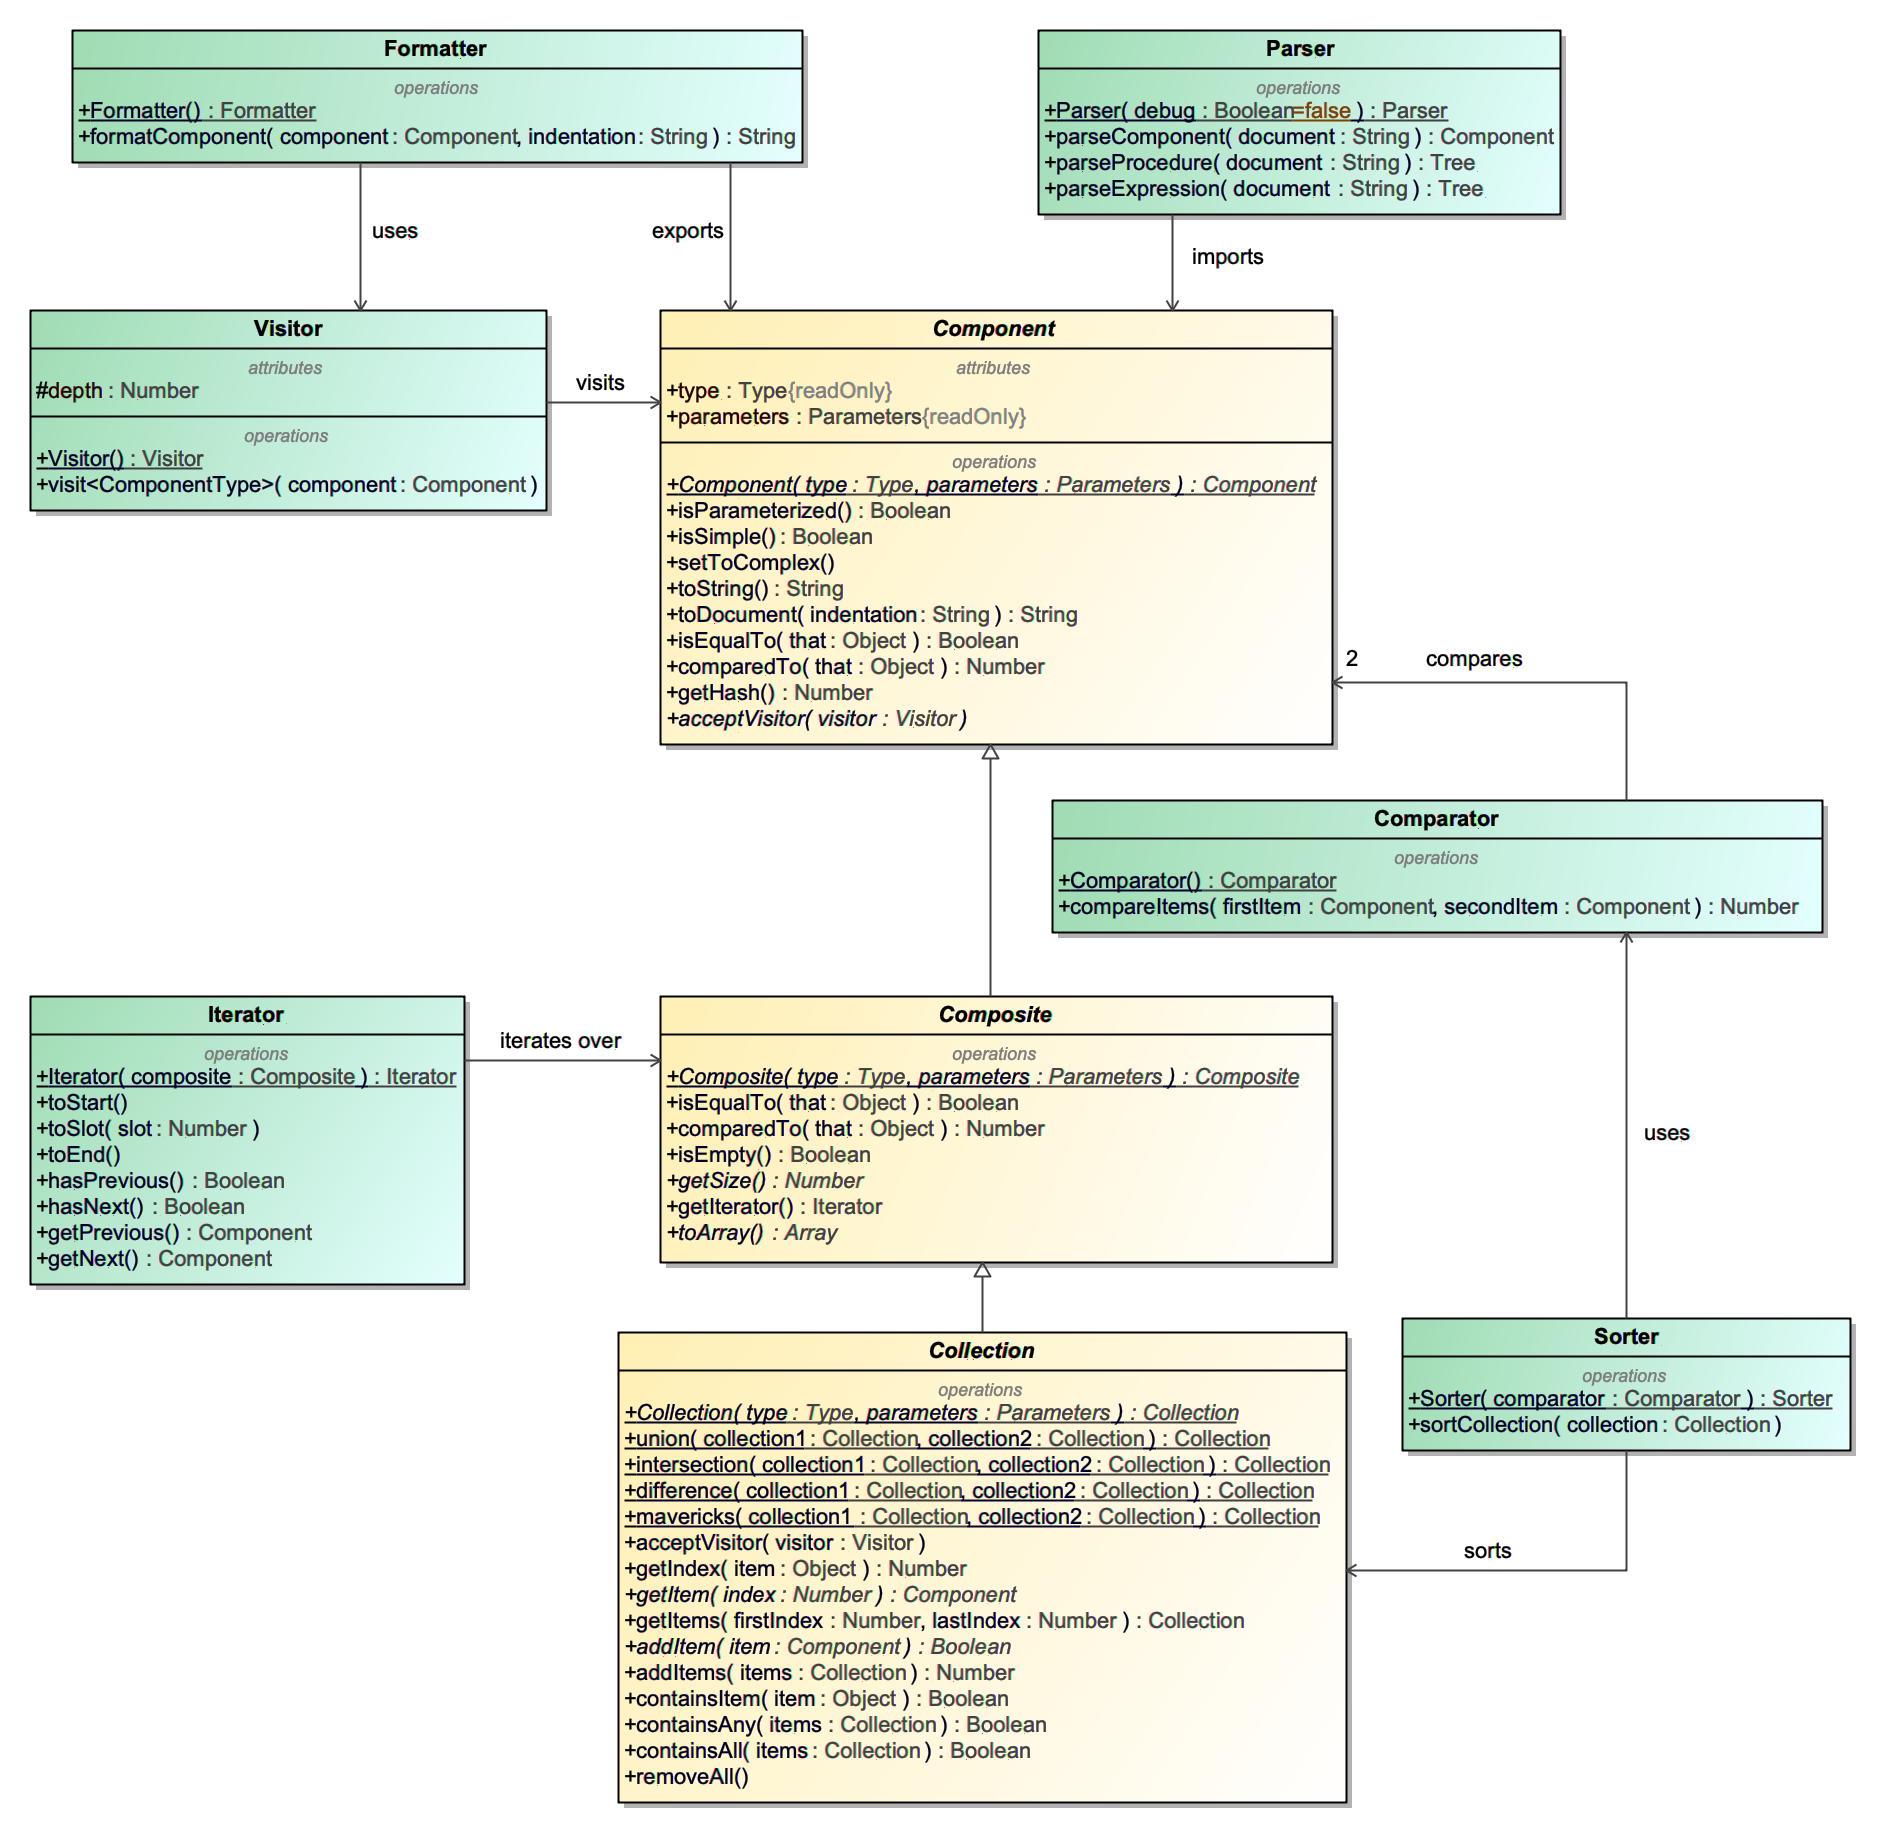 Formatter
operations
+Formatter() : Formatter
+formatComponent( component : Component, indentation : String ) : String
Parser
operations
+Parser( debug : Boolean=false ) : Parser
+parseComponent( document : String ) : Component
+parseProcedure( document : String ) : Tree
+parseExpression( document : String ) : Tree
uses
exports
imports
Visitor
attributes
#depth : Number
operations
+Visitor() : Visitor
+visit<ComponentType>( component : Component )
visits
Component
attributes
+type : Type{readOnly}
+parameters : Parameters{readOnly}
operations
+Component( type : Type, parameters : Parameters ) : Component
+isParameterized() : Boolean
+isSimple() : Boolean
+setToComplex()
+toString() : String
+toDocument( indentation : String ) : String
+isEqualTo( that : Object ) : Boolean
+comparedTo( that : Object ) : Number
+getHash() : Number
+acceptVisitor( visitor : Visitor )
2
compares
Comparator
operations
+Comparator() : Comparator
+compareItems( firstItem : Component, secondItem : Component ) : Number
Iterator
operations
+Iterator( composite : Composite ) : Iterator
+toStart()
+toSlot( slot : Number )
+toEnd()
+hasPrevious() : Boolean
+hasNext() : Boolean
+getPrevious() : Component
+getNext() : Component
iterates over
Composite
operations
+Composite( type : Type, parameters : Parameters ) : Composite
+isEqualTo( that : Object ) : Boolean
+comparedTo( that : Object ) : Number
+isEmpty() : Boolean
+getSize() : Number
+getIterator() : Iterator
+toArray() : Array
uses
Sorter
operations
+Sorter( comparator : Comparator ) : Sorter
+sortCollection( collection : Collection )
sorts
Collection
operations
+Collection( type : Type, parameters : Parameters ) : Collection
+union( collection1 : Collection, collection2 : Collection ) : Collection
+intersection( collection1 : Collection, collection2 : Collection ) : Collection
+difference( collection1 : Collection, collection2 : Collection ) : Collection
+mavericks( collection1 : Collection, collection2 : Collection ) : Collection
+acceptVisitor( visitor : Visitor )
+getIndex( item : Object ) : Number
+getItem( index : Number ) : Component
+getItems( firstIndex : Number, lastIndex : Number ) : Collection
+addItem( item : Component ) : Boolean
+addItems( items : Collection ) : Number
+containsItem( item : Object ) : Boolean
+containsAny( items : Collection ) : Boolean
+containsAll( items : Collection ) : Boolean
+removeAll()